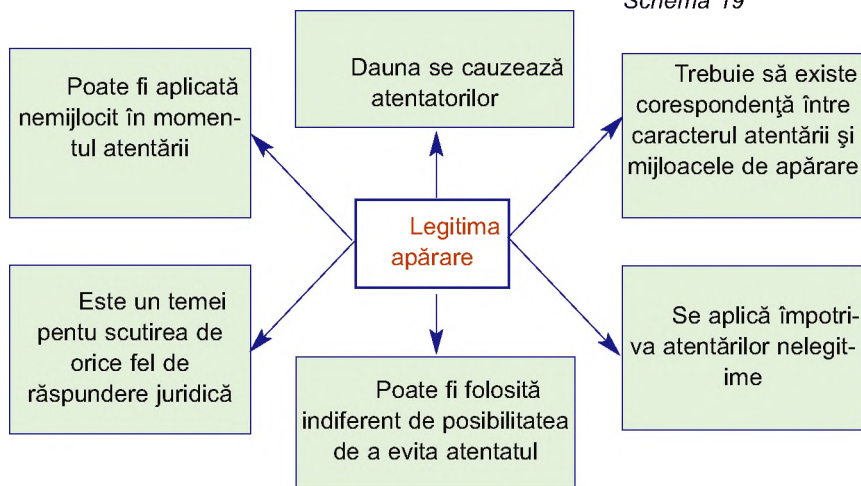 Schema 19
Poate fi aplicată
nemijlocit în momen-
tul atentării
Dauna se cauzează
atentatorilor
Trebuie să existe
corespondenţă între
caracterul atentării şi
mijloacele de apărare
Legitima
apărare
Este un temei
pentu scutirea de
orice fel de
răspundere juridică
Poate fi folosită
indiferent de posibilitatea
de a evita atentatul
Se aplică împotri-
va atentărilor nelegit-
ime